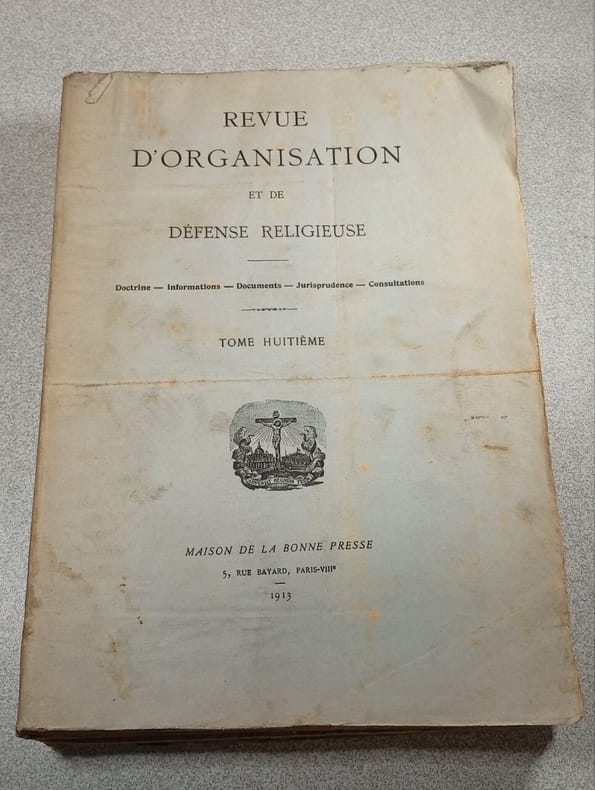 REVUE
D'ORGANISATION
ET DE
DÉFENSE RELIGIEUSE
Doctrine — Informations — Documents — Jurisprudence — Consultations
TOME HUITIÈME
MAISON DE LA BONNE PRESSE
5, RUE BAYARD, PARIS-VIIIᵉ
1913